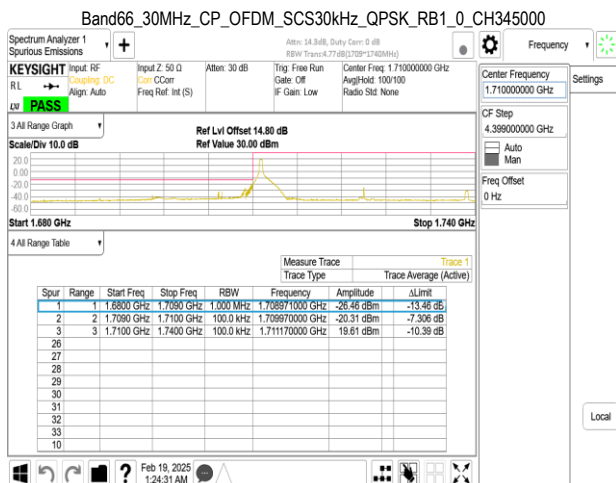 Band66_30MHz_CP_OFDM_SCS30kHz_QPSK_RB1_0_CH345000
Spectrum Analyzer 1
Spurious Emissions
Attn: 14.3dB, Duty Corr: 0 dB
RBW Trans:4.77dB(1709~1740MHz)
Frequency
KEYSIGHT Input: RF Input Z: 50 Ω Atten: 30 dB Trig: Free Run Center Freq: 1.710000000 GHz
R L Coupling: DC Corr CCorr Gate: Off Avg|Hold: 100/100
Align: Auto Freq Ref: Int (S) IF Gain: Low Radio Std: None
LXI PASS
Center Frequency
1.710000000 GHz
Settings
CF Step
4.399000000 GHz
Auto
Man
Freq Offset
0 Hz
Local
3 All Range Graph
Ref Lvl Offset 14.80 dB
Scale/Div 10.0 dB Ref Value 30.00 dBm
20.0
0.00
-20.0
-40.0
-60.0
Start 1.680 GHz Stop 1.740 GHz
4 All Range Table
Measure Trace Trace 1
Trace Type Trace Average (Active)
Spur Range Start Freq Stop Freq RBW Frequency Amplitude ΔLimit
1 1 1.6800 GHz 1.7090 GHz 1.000 MHz 1.708971000 GHz -26.46 dBm -13.46 dB
2 2 1.7090 GHz 1.7100 GHz 100.0 kHz 1.709970000 GHz -20.31 dBm -7.306 dB
3 3 1.7100 GHz 1.7400 GHz 100.0 kHz 1.711170000 GHz 19.61 dBm -10.39 dB
26
27
28
29
30
31
32
33
10
Feb 19, 2025
1:24:31 AM